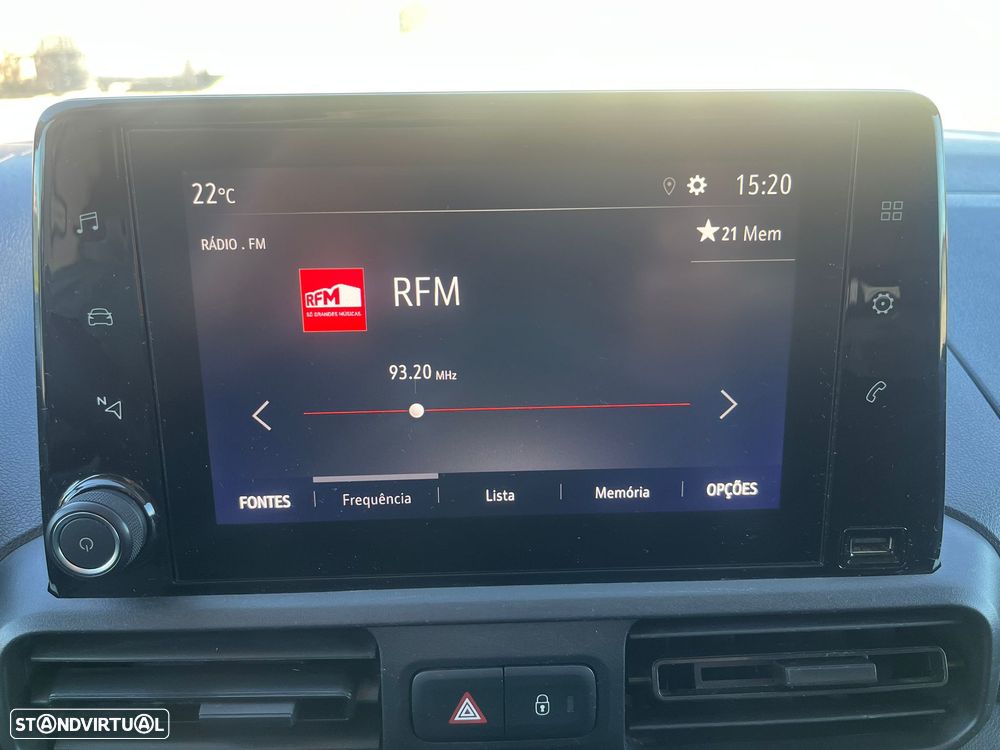 22°C
15:20
RÁDIO . FM
21 Mem
RFM
SÓ GRANDES MÚSICAS
RFM
93.20 MHz
N
FONTES
Frequência
Lista
Memória
OPÇÕES
STANDVIRTUAL